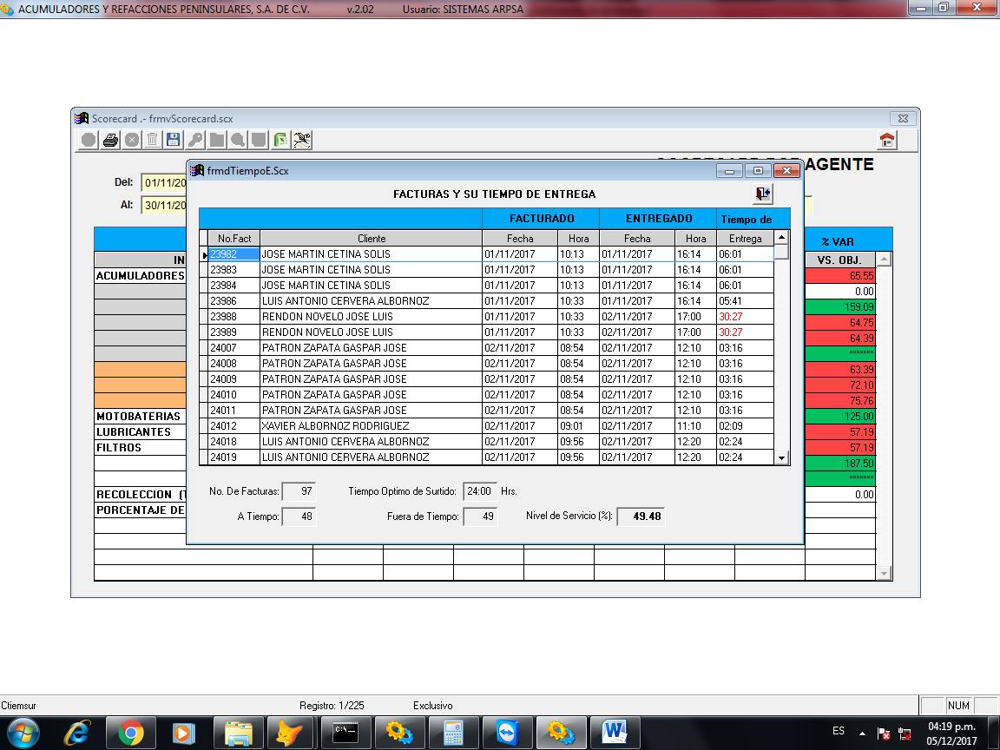 ACUMULADORES Y REFACCIONES PENINSULARES, S.A. DE C.V. v.2.02 Usuario: SISTEMAS ARPSA
Scorecard .- frmvScorecard.scx
AGENTE
Del: 01/11/20
Al: 30/11/20
frmdTiempoE.Scx
FACTURAS Y SU TIEMPO DE ENTREGA
FACTURADO ENTREGADO Tiempo de
No.Fact Cliente Fecha Hora Fecha Hora Entrega
23982 JOSE MARTIN CETINA SOLIS 01/11/2017 10:13 01/11/2017 16:14 06:01
23983 JOSE MARTIN CETINA SOLIS 01/11/2017 10:13 01/11/2017 16:14 06:01
23984 JOSE MARTIN CETINA SOLIS 01/11/2017 10:13 01/11/2017 16:14 06:01
23986 LUIS ANTONIO CERVERA ALBORNOZ 01/11/2017 10:33 01/11/2017 16:14 05:41
23988 RENDON NOVELO JOSE LUIS 01/11/2017 10:33 02/11/2017 17:00 30:27
23989 RENDON NOVELO JOSE LUIS 01/11/2017 10:33 02/11/2017 17:00 30:27
24007 PATRON ZAPATA GASPAR JOSE 02/11/2017 08:54 02/11/2017 12:10 03:16
24008 PATRON ZAPATA GASPAR JOSE 02/11/2017 08:54 02/11/2017 12:10 03:16
24009 PATRON ZAPATA GASPAR JOSE 02/11/2017 08:54 02/11/2017 12:10 03:16
24010 PATRON ZAPATA GASPAR JOSE 02/11/2017 08:54 02/11/2017 12:10 03:16
24011 PATRON ZAPATA GASPAR JOSE 02/11/2017 08:54 02/11/2017 12:10 03:16
24012 XAVIER ALBORNOZ RODRIGUEZ 02/11/2017 09:01 02/11/2017 11:10 02:09
24018 LUIS ANTONIO CERVERA ALBORNOZ 02/11/2017 09:56 02/11/2017 12:20 02:24
24019 LUIS ANTONIO CERVERA ALBORNOZ 02/11/2017 09:56 02/11/2017 12:20 02:24
No. De Facturas: 97 Tiempo Optimo de Surtido: 24:00 Hrs.
A Tiempo: 48 Fuera de Tiempo: 49 Nivel de Servicio (%): 49.48
IN
ACUMULADORES
MOTOBATERIAS
LUBRICANTES
FILTROS
RECOLECCION (T
PORCENTAJE DE
% VAR
VS. OBJ.
65.55
0.00
159.09
64.75
64.39
*******
63.39
72.10
75.76
125.00
57.19
57.19
187.50
*******
0.00
Ctiemsur Registro: 1/225 Exclusivo NUM
C:\_
ES
04:19 p.m.
05/12/2017